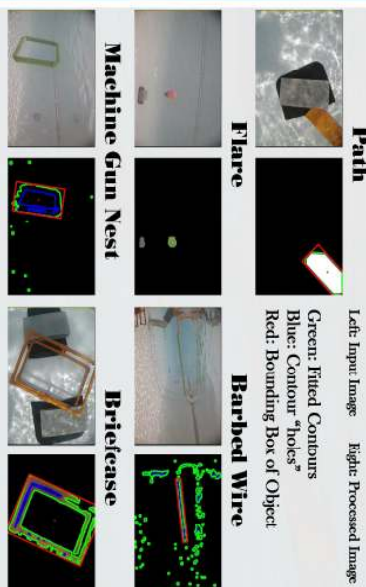 Path
Left: Input Image Eight: Processed Image
Green: Fitted Contours
Blue: Contour "holes"
Red: Bounding Box of Object
Flare
Barbed Wire
Machine Gun Nest
Briefcase